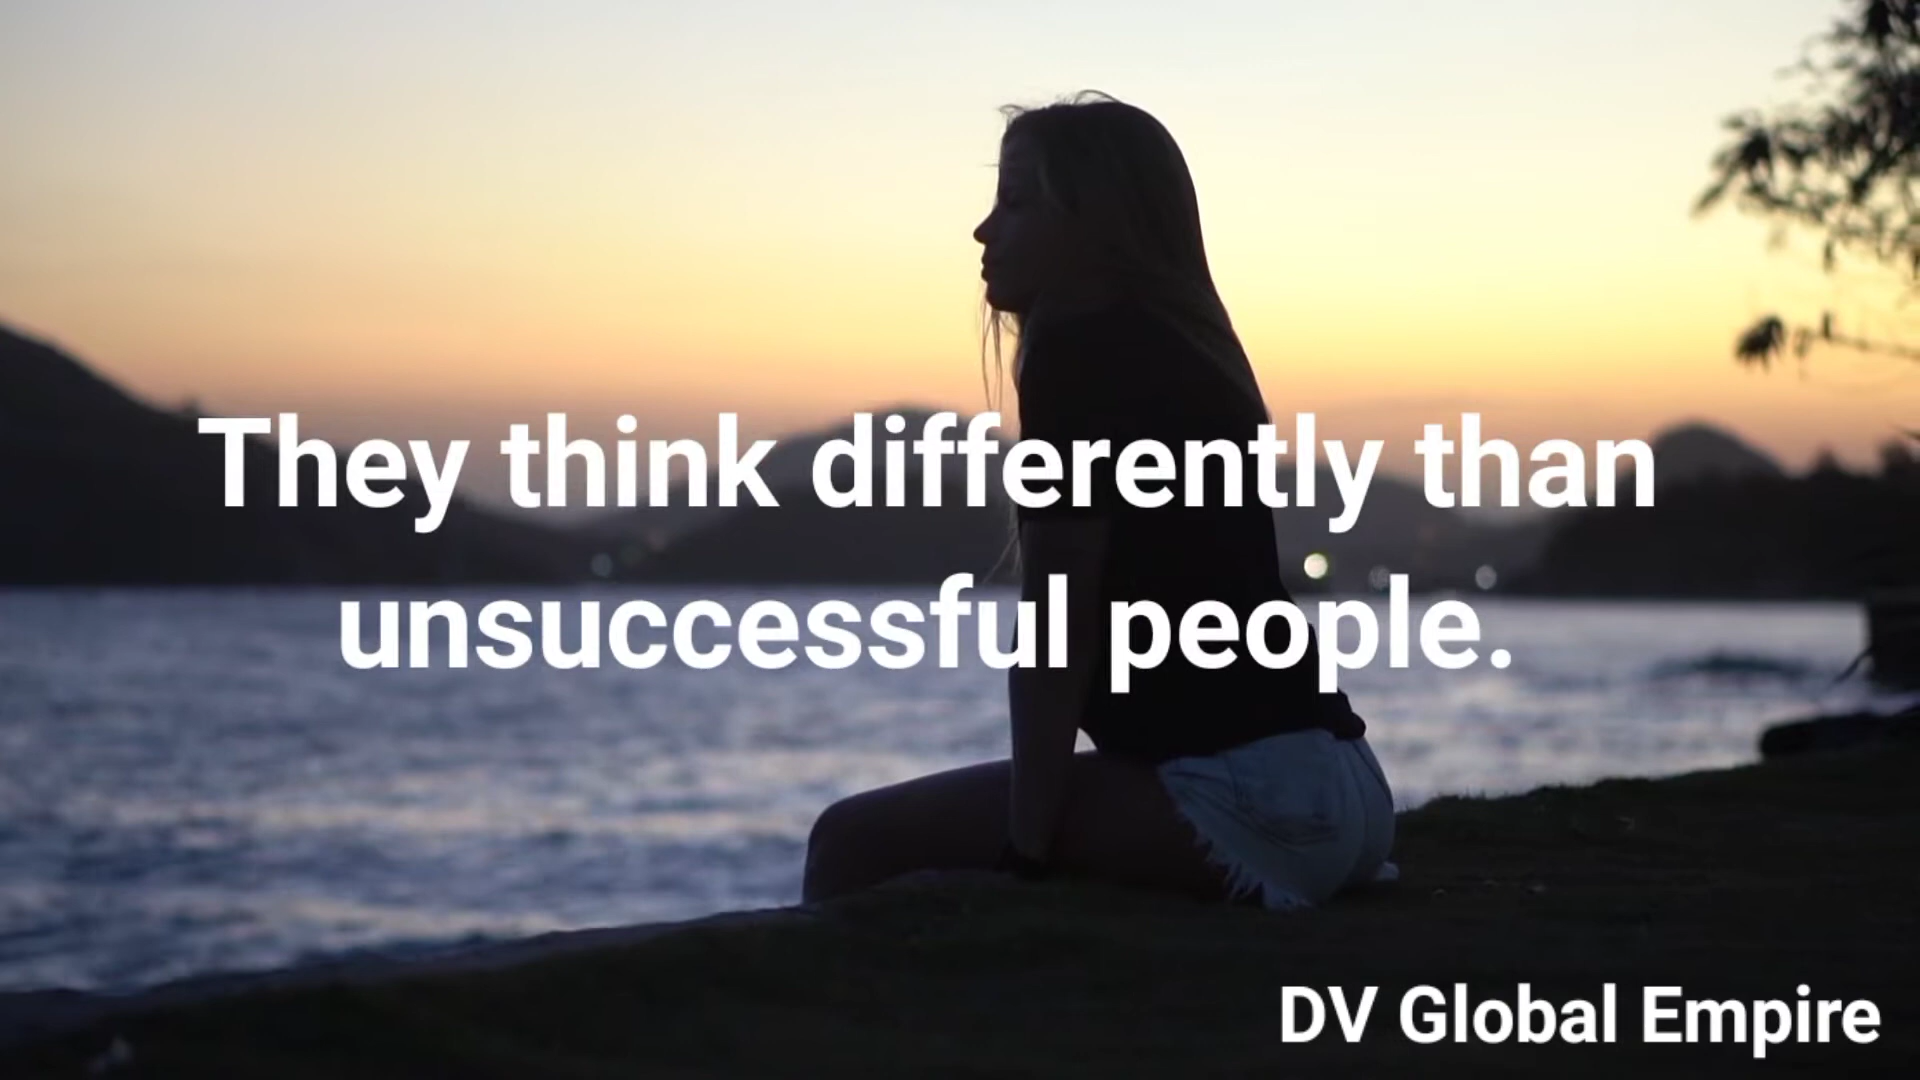 They think differently than
unsuccessful people.
DV Global Empire